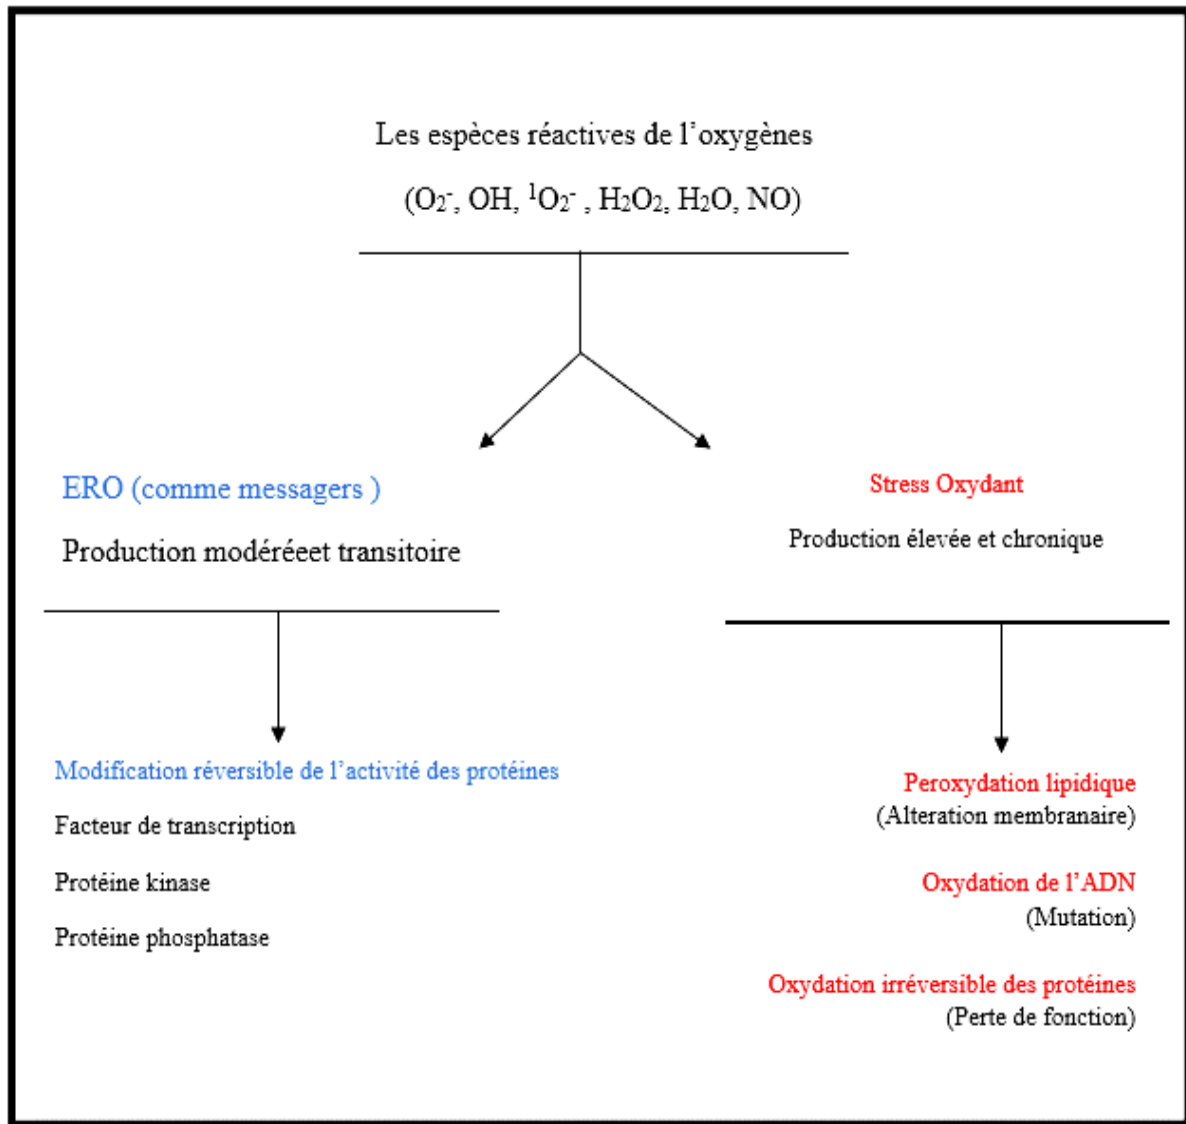 Les espèces réactives de l’oxygènes
(O₂⁻, OH, ¹O₂⁻ , H₂O₂, H₂O, NO)
ERO (comme messagers )
Production modéréeet transitoire
Modification réversible de l’activité des protéines
Facteur de transcription
Protéine kinase
Protéine phosphatase
Stress Oxydant
Production élevée et chronique
Peroxydation lipidique
(Alteration membranaire)
Oxydation de l’ADN
(Mutation)
Oxydation irréversible des protéines
(Perte de fonction)